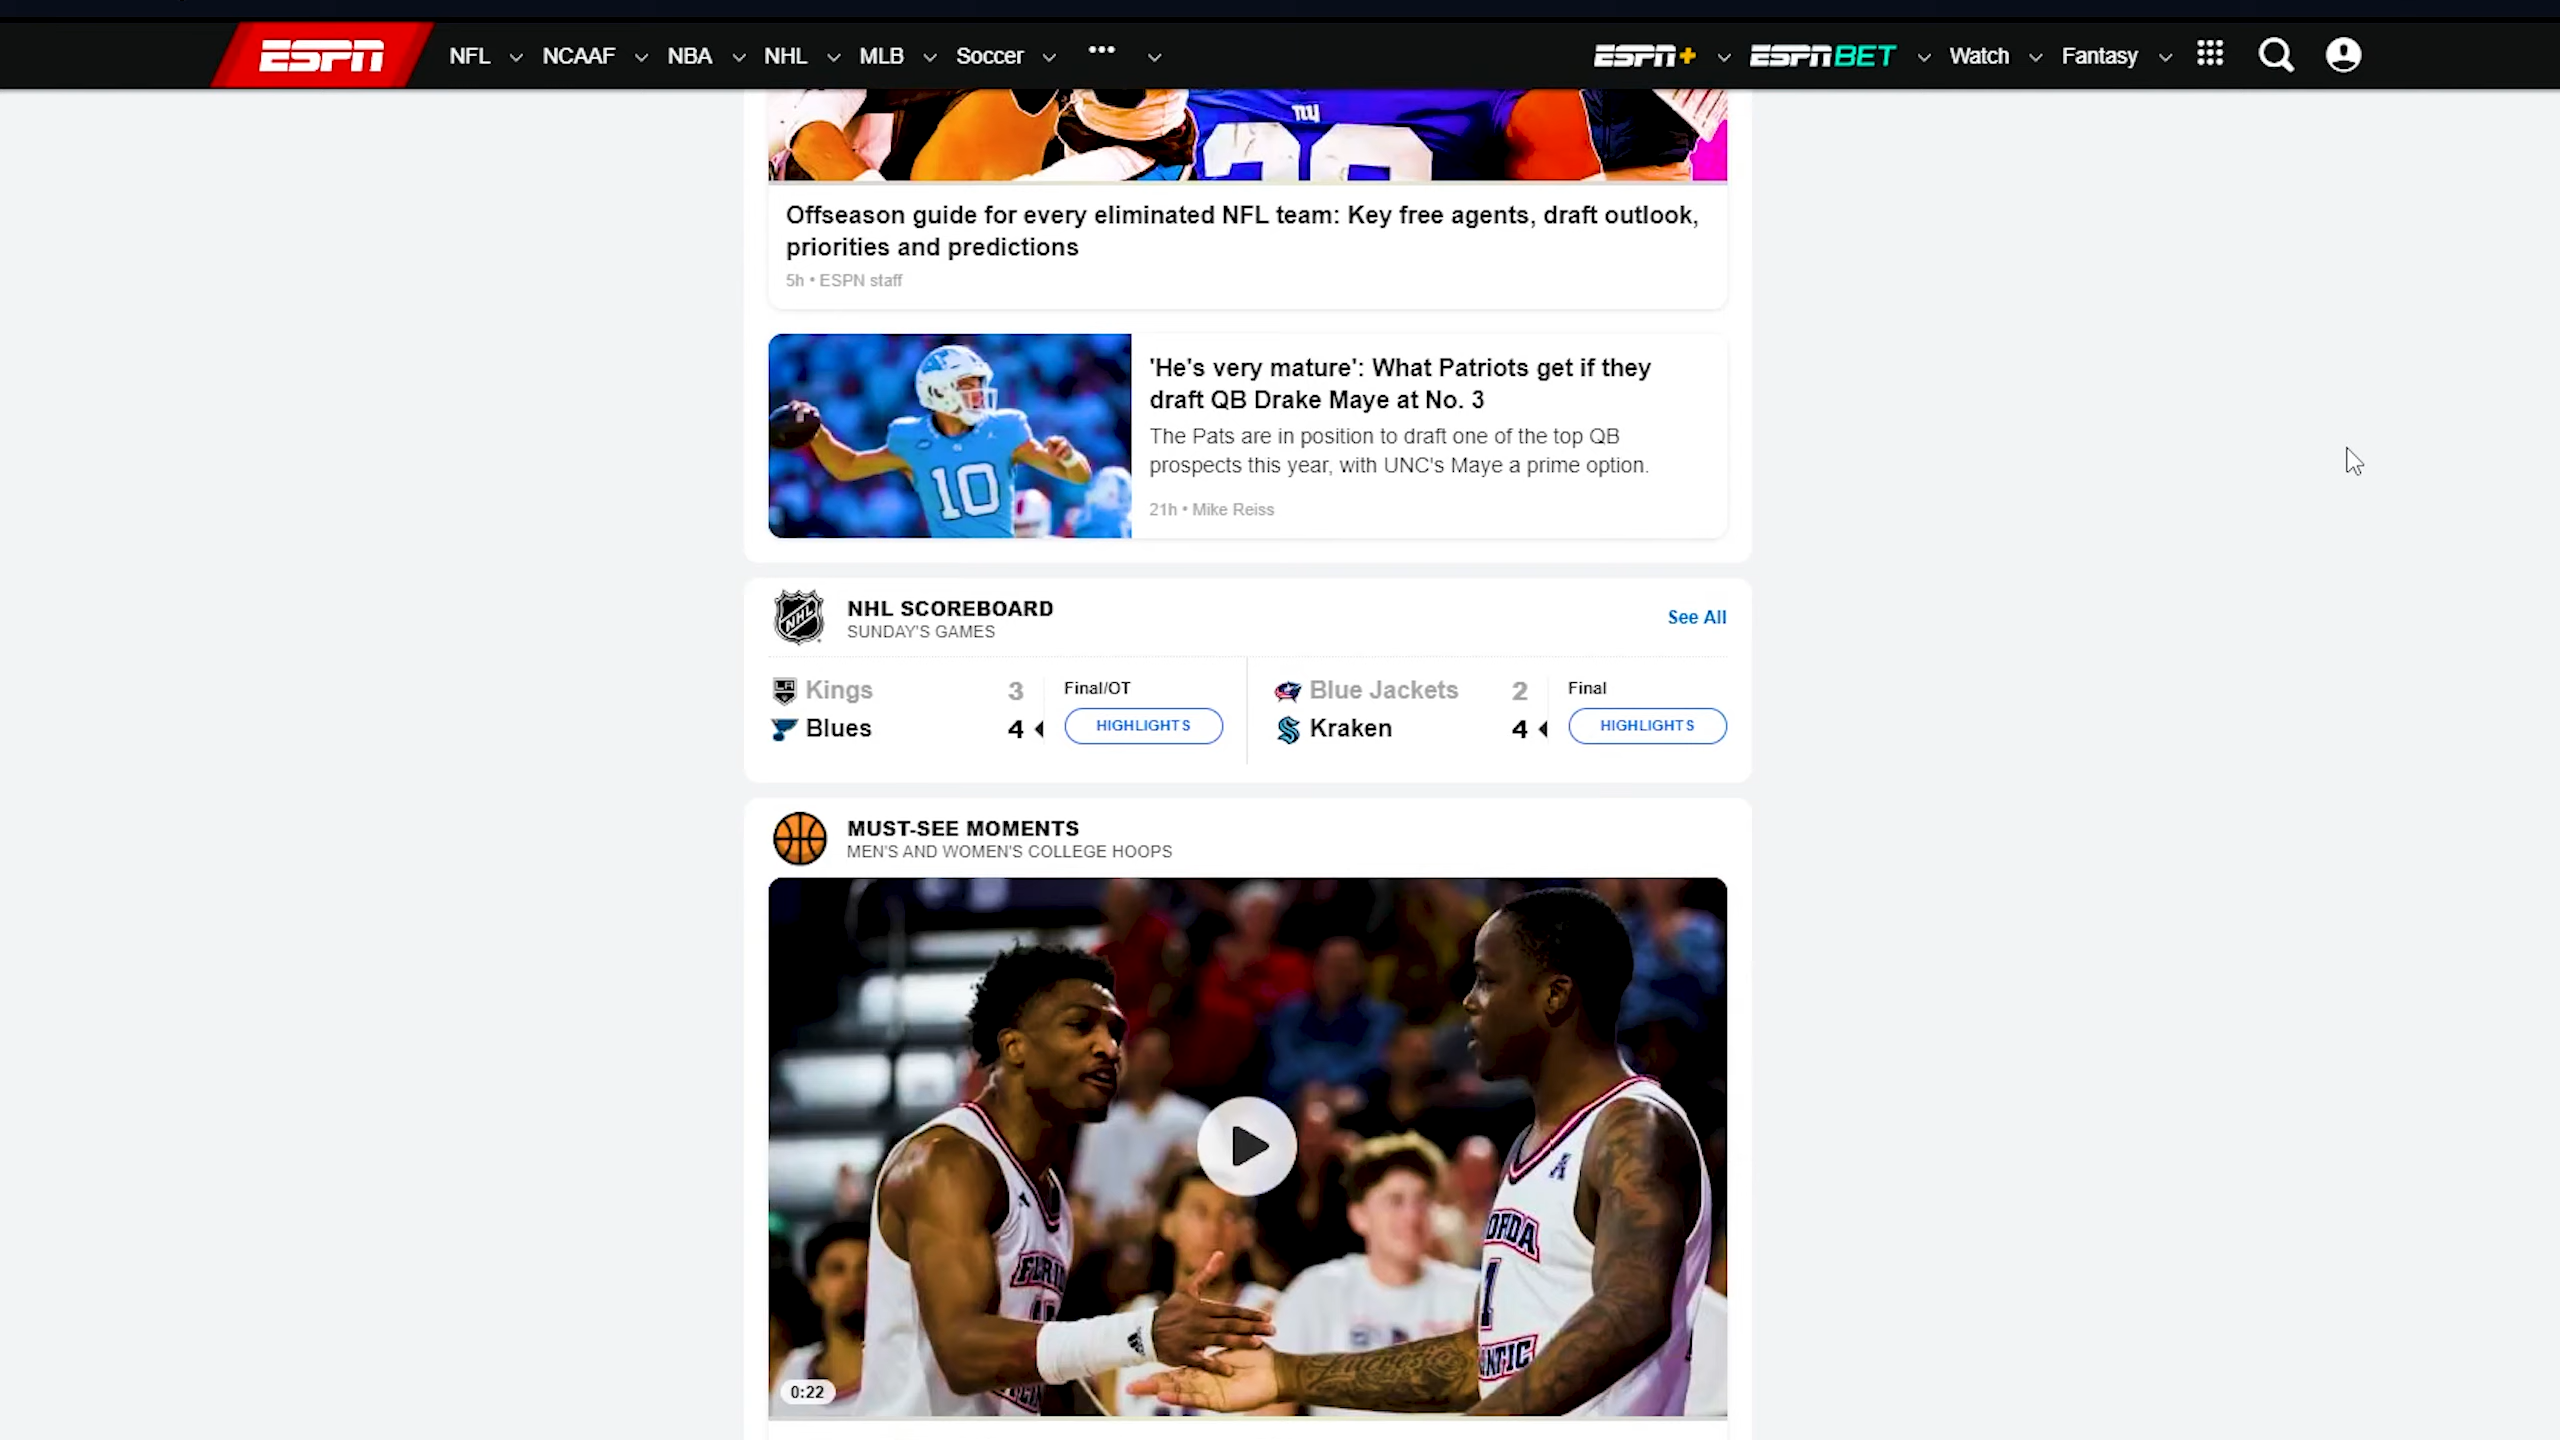 ESPN NFL NCAAF NBA NHL MLB Soccer ••• ESPN+ ESPN BET Watch Fantasy
ny
Offseason guide for every eliminated NFL team: Key free agents, draft outlook,
priorities and predictions
5h • ESPN staff
'He's very mature': What Patriots get if they
draft QB Drake Maye at No. 3
The Pats are in position to draft one of the top QB
prospects this year, with UNC's Maye a prime option.
21h • Mike Reiss
10
NHL
NHL SCOREBOARD
SUNDAY'S GAMES
See All
Kings 3 Final/OT
Blues 4 HIGHLIGHTS
Blue Jackets 2 Final
Kraken 4 HIGHLIGHTS
MUST-SEE MOMENTS
MEN'S AND WOMEN'S COLLEGE HOOPS
0:22